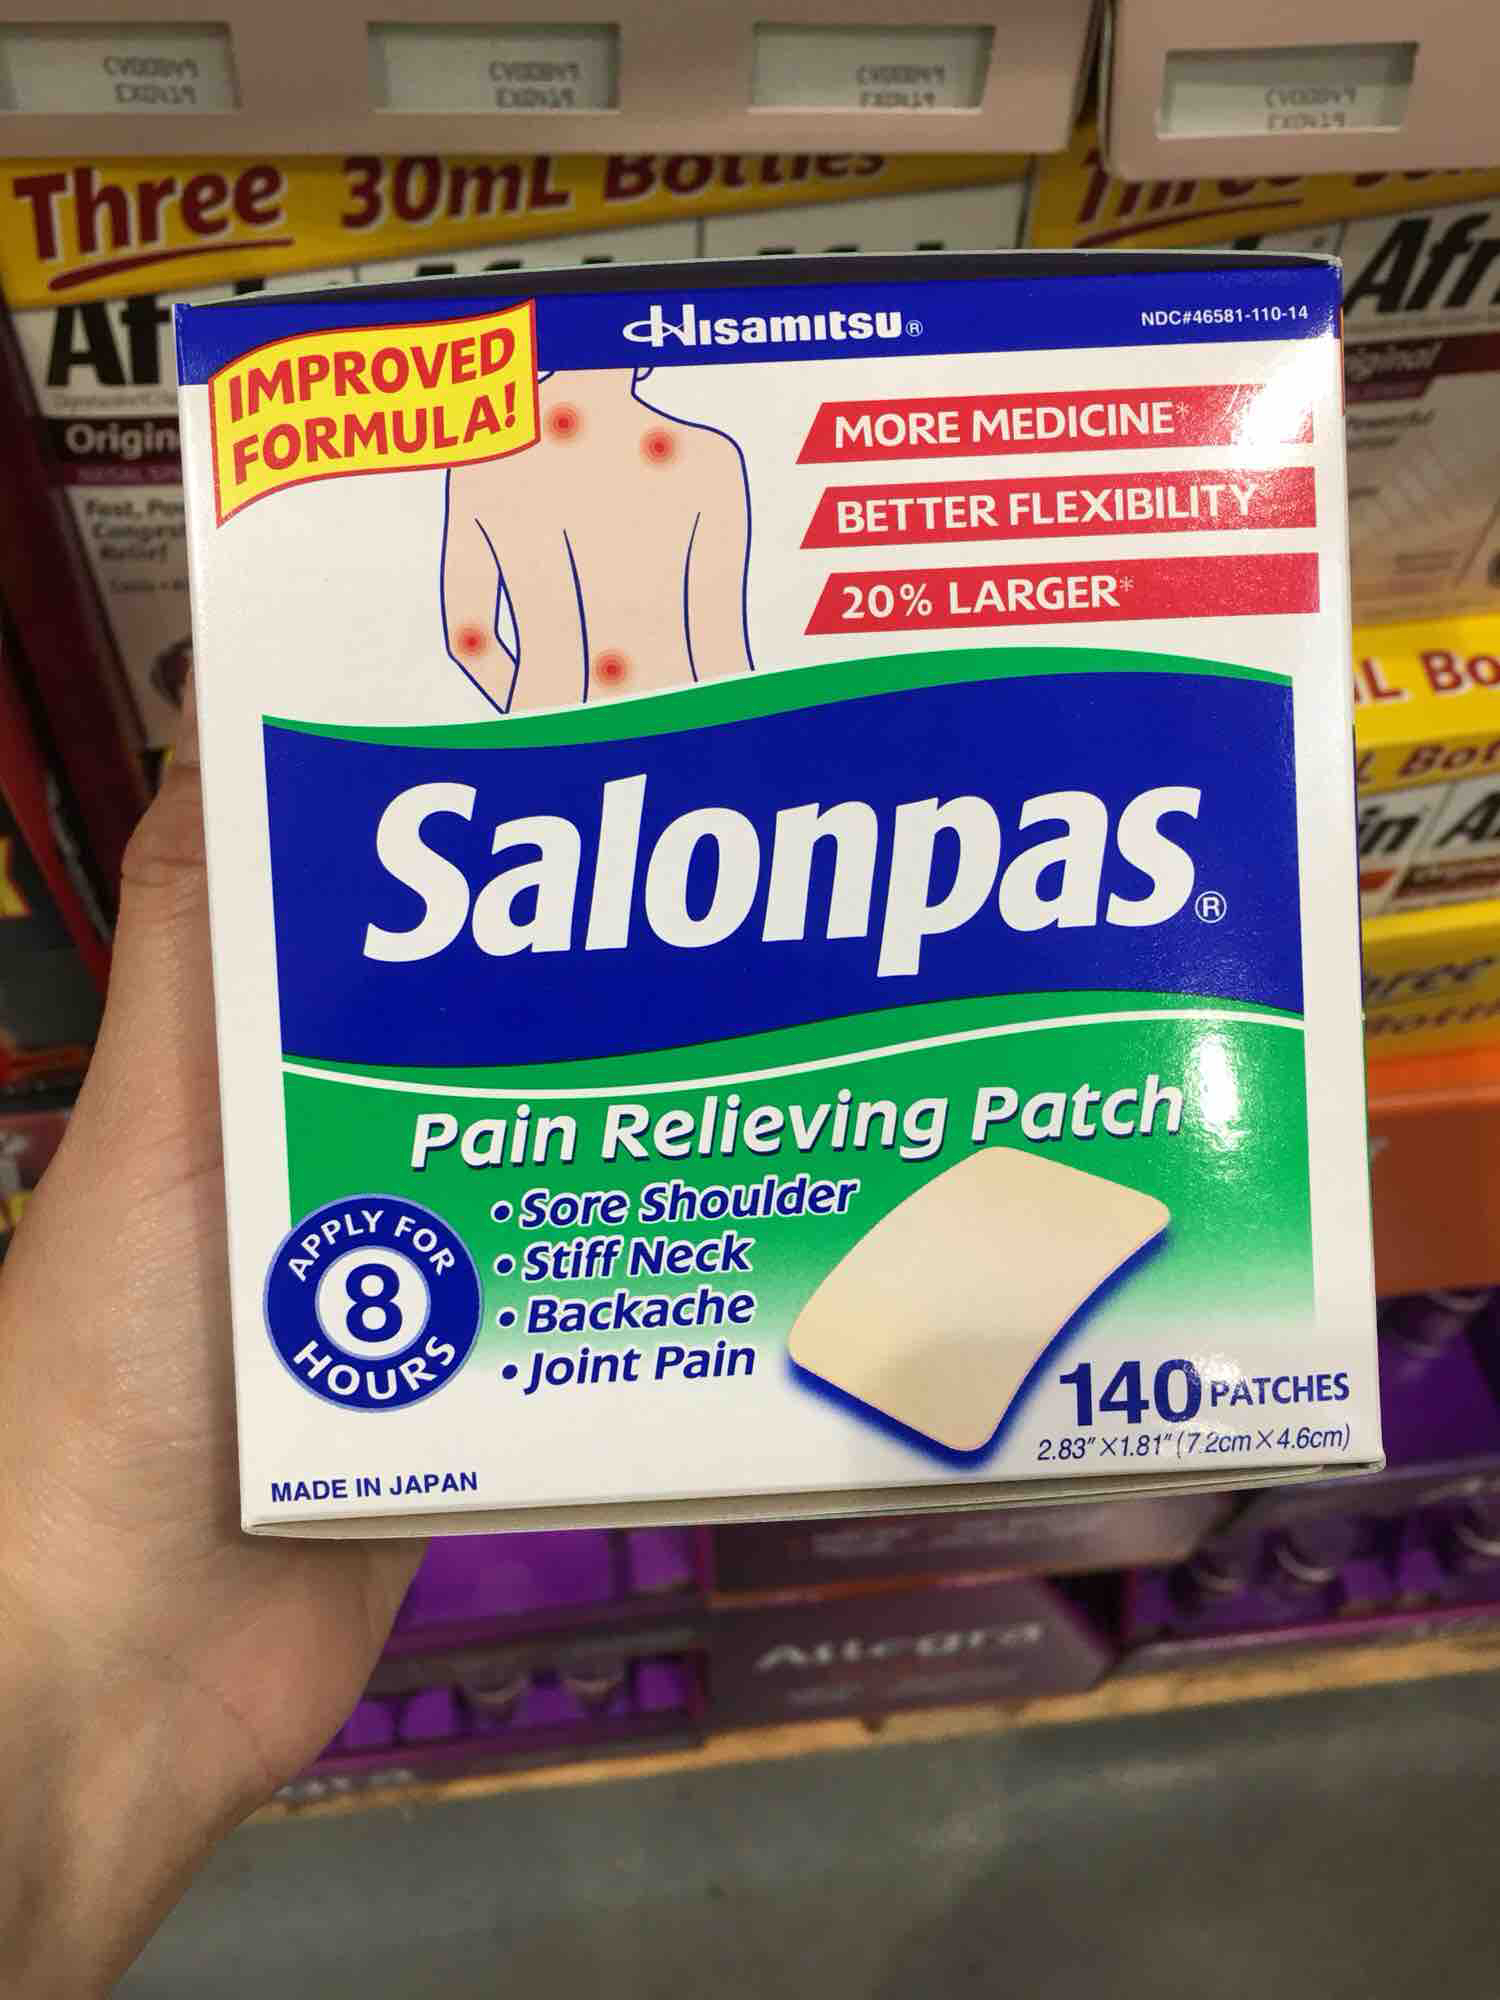 Three 30mL Bottles
Origin
HISAMITSU®
NDC#46581-110-14
IMPROVED
FORMULA!
MORE MEDICINE*
BETTER FLEXIBILITY
20% LARGER*
Salonpas®
Pain Relieving Patch
• Sore Shoulder
• Stiff Neck
• Backache
• Joint Pain
APPLY FOR
8
HOURS
140 PATCHES
2.83" X 1.81" (7.2cm X 4.6cm)
MADE IN JAPAN
Allegra